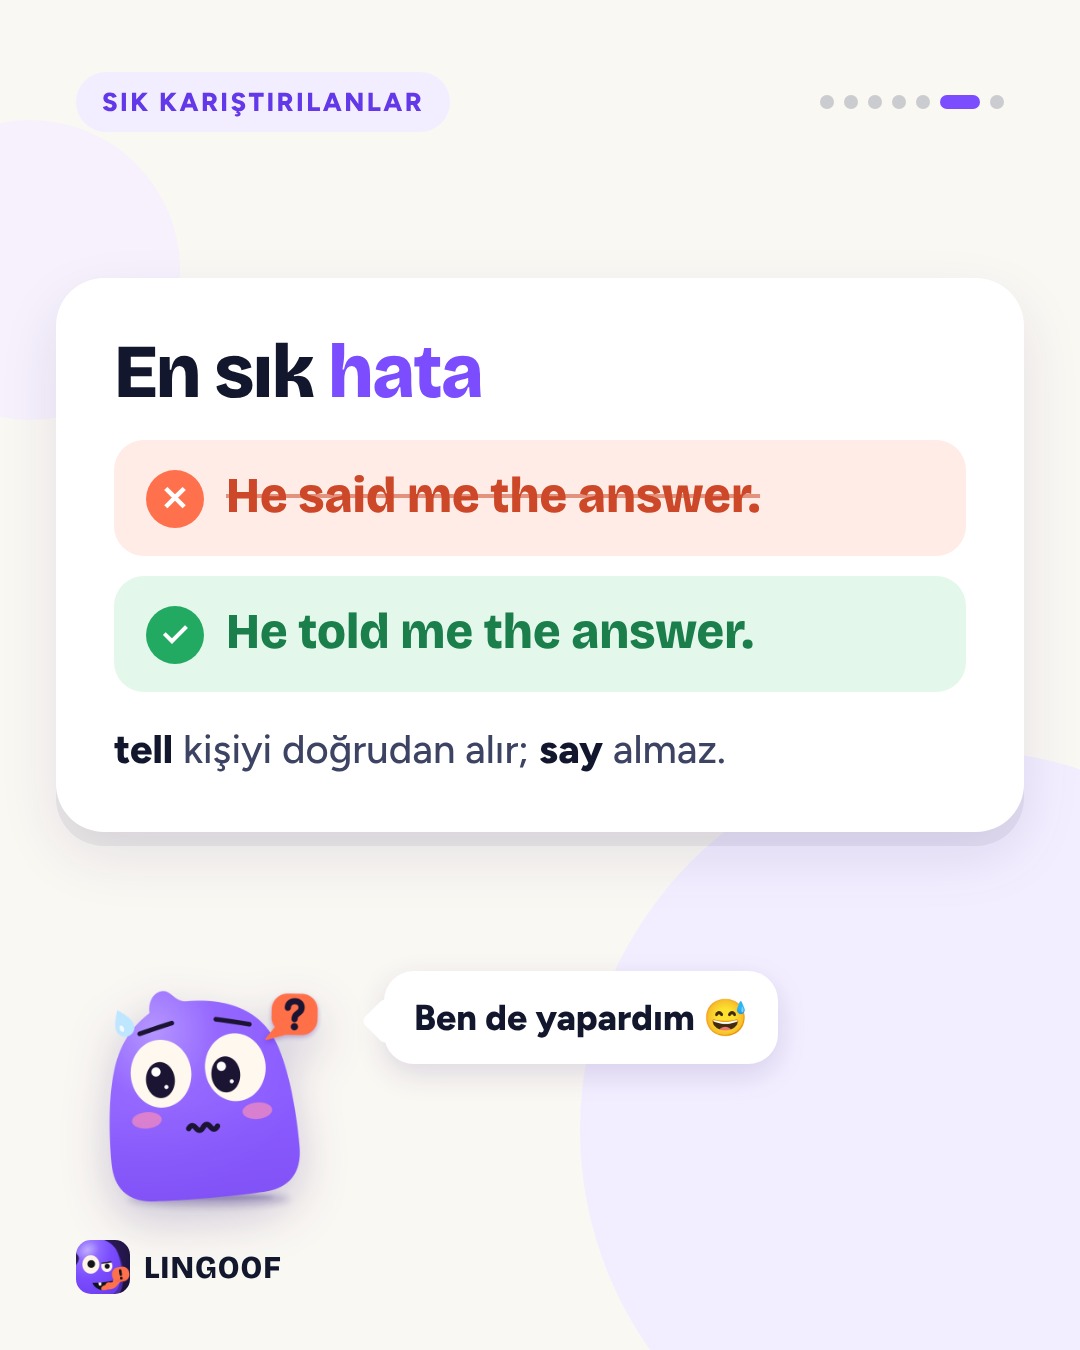 SIK KARIŞTIRILANLAR
En sık hata
He said me the answer.
He told me the answer.
tell kişiyi doğrudan alır; say almaz.
?
Ben de yapardım 😅
LINGOOF